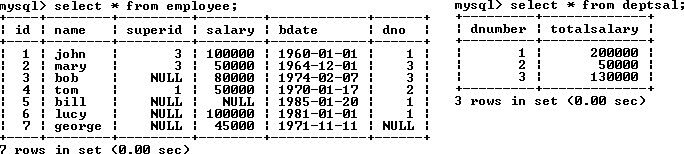 mysql> select * from employee;
id | name | superid | salary | bdate | dno
1 | john | 3 | 100000 | 1960-01-01 | 1
2 | mary | 3 | 50000 | 1964-12-01 | 3
3 | bob | NULL | 80000 | 1974-02-07 | 3
4 | tom | 1 | 50000 | 1970-01-17 | 2
5 | bill | NULL | NULL | 1985-01-20 | 1
6 | lucy | NULL | 100000 | 1981-01-01 | 1
7 | george | NULL | 45000 | 1971-11-11 | NULL
7 rows in set (0.00 sec)
mysql> select * from deptsal;
dnumber | totalsalary
1 | 200000
2 | 50000
3 | 130000
3 rows in set (0.00 sec)